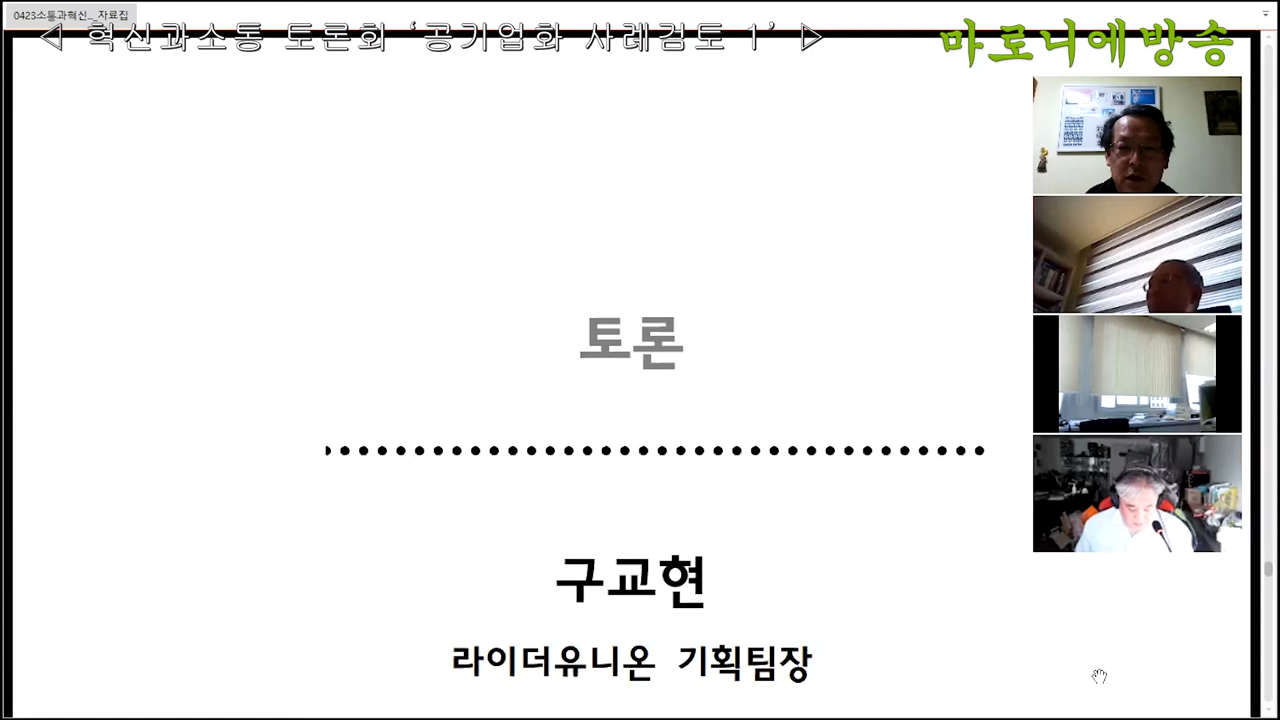 0423소통과혁신._자료집
◁ 혁신과소통 토론회 ‘공기업화 사례검토 1’ ▷
마로니에방송
토론
구교현
라이더유니온 기획팀장